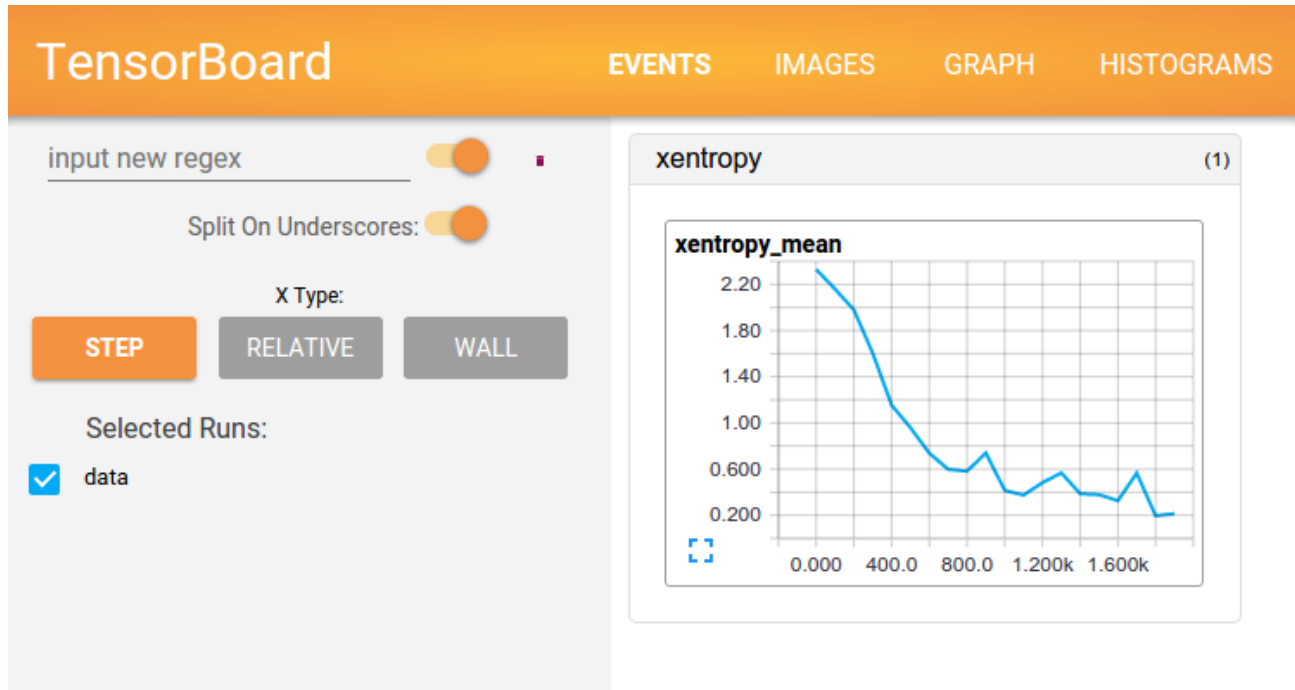 TensorBoard EVENTS IMAGES GRAPH HISTOGRAMS
input new regex
Split On Underscores:
X Type:
STEP RELATIVE WALL
Selected Runs:
data
xentropy (1)
xentropy_mean
2.20
1.80
1.40
1.00
0.600
0.200
0.000 400.0 800.0 1.200k 1.600k